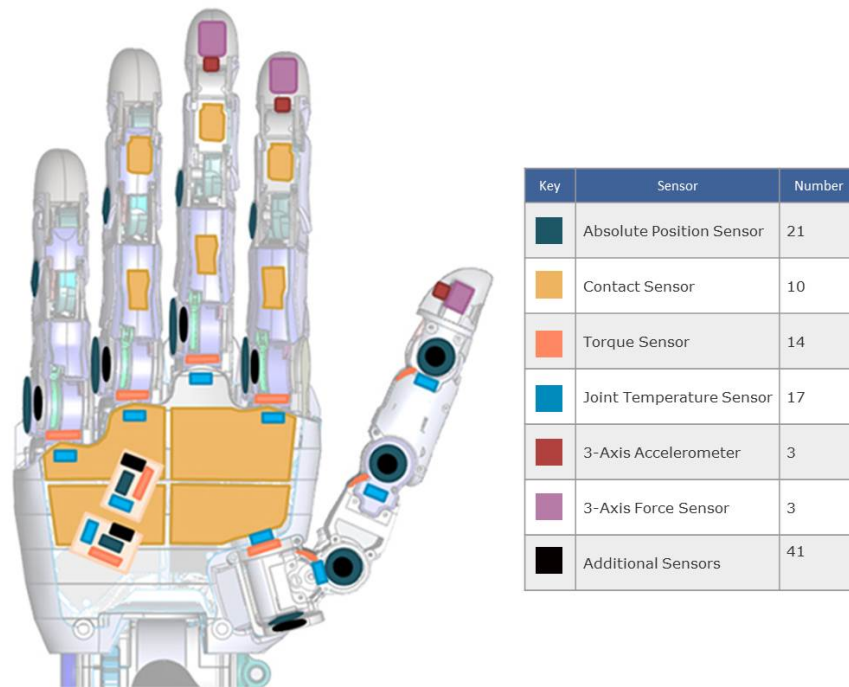 Key Sensor Number
Absolute Position Sensor 21
Contact Sensor 10
Torque Sensor 14
Joint Temperature Sensor 17
3-Axis Accelerometer 3
3-Axis Force Sensor 3
Additional Sensors 41